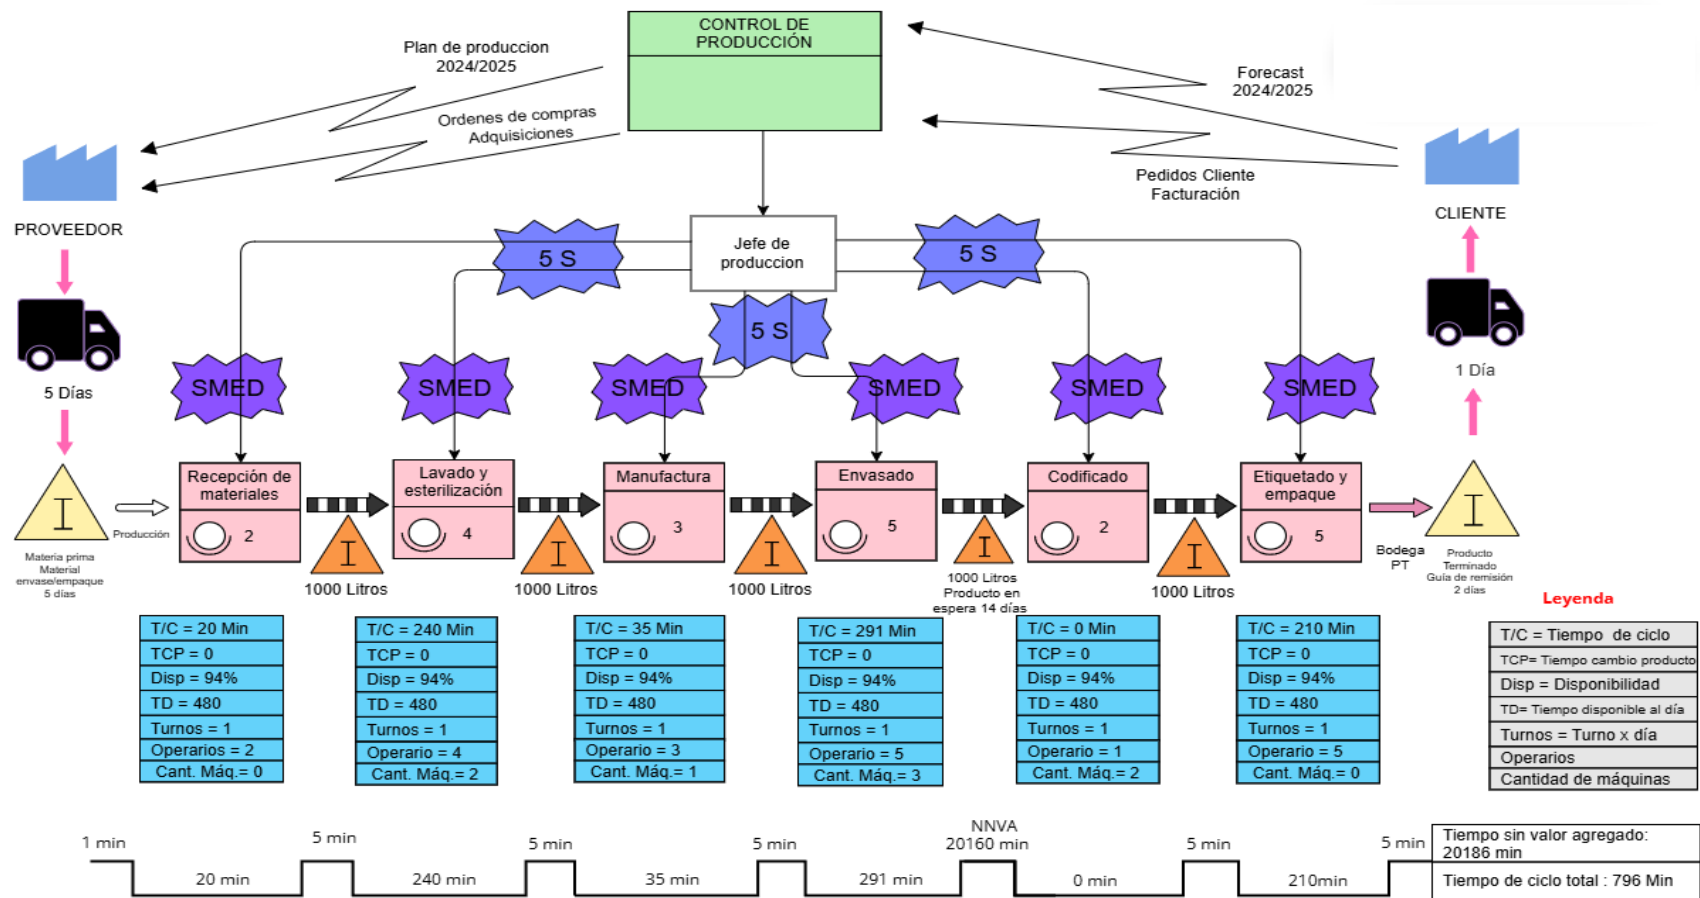 CONTROL DE
PRODUCCIÓN
Plan de produccion
2024/2025
Ordenes de compras
Adquisiciones
Forecast
2024/2025
Pedidos Cliente
Facturación
PROVEEDOR
CLIENTE
Jefe de
produccion
5 S
5 S
5 S
5 Días
1 Día
SMED
SMED
SMED
SMED
SMED
SMED
I
Materia prima
Material
envase/empaque
5 días
Producción
Recepción de
materiales
2
I
1000 Litros
Lavado y
esterilización
4
I
1000 Litros
Manufactura
3
I
1000 Litros
Envasado
5
I
1000 Litros
Producto en
espera 14 días
Codificado
2
I
1000 Litros
Etiquetado y
empaque
5
Bodega
PT
I
Producto
Terminado
Guía de remisión
2 días
T/C = 20 Min
TCP = 0
Disp = 94%
TD = 480
Turnos = 1
Operarios = 2
Cant. Máq.= 0
T/C = 240 Min
TCP = 0
Disp = 94%
TD = 480
Turnos = 1
Operario = 4
Cant. Máq.= 2
T/C = 35 Min
TCP = 0
Disp = 94%
TD = 480
Turnos = 1
Operario = 3
Cant. Máq.= 1
T/C = 291 Min
TCP = 0
Disp = 94%
TD = 480
Turnos = 1
Operario = 5
Cant. Máq.= 3
T/C = 0 Min
TCP = 0
Disp = 94%
TD = 480
Turnos = 1
Operario = 1
Cant. Máq.= 2
T/C = 210 Min
TCP = 0
Disp = 94%
TD = 480
Turnos = 1
Operario = 5
Cant. Máq.= 0
Leyenda
T/C = Tiempo de ciclo
TCP= Tiempo cambio producto
Disp = Disponibilidad
TD= Tiempo disponible al día
Turnos = Turno x día
Operarios
Cantidad de máquinas
1 min
20 min
5 min
240 min
5 min
35 min
5 min
291 min
NNVA
20160 min
0 min
5 min
210min
5 min
Tiempo sin valor agregado:
20186 min
Tiempo de ciclo total : 796 Min